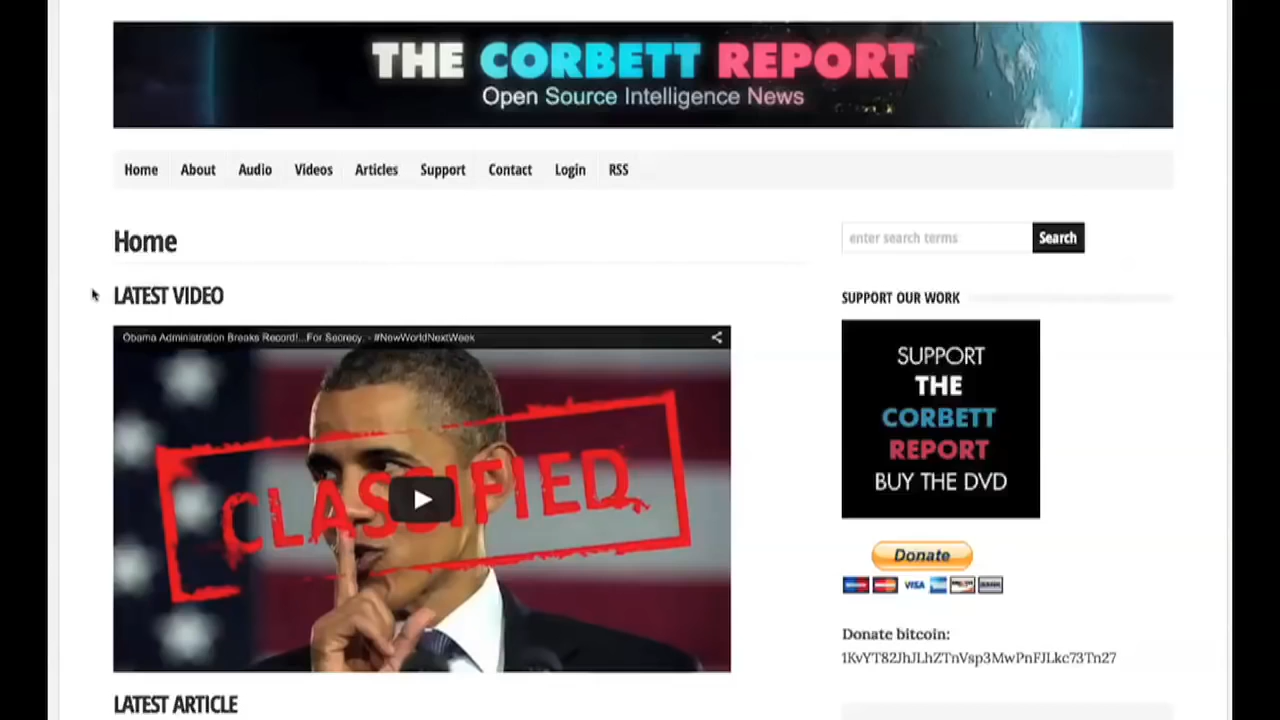 THE CORBETT REPORT
Open Source Intelligence News
Home About Audio Videos Articles Support Contact Login RSS
Home
enter search terms
Search
LATEST VIDEO
SUPPORT OUR WORK
Obama Administration Breaks Record!...For Secrecy. - #NewWorldNextWeek
CLASSIFIED
SUPPORT
THE
CORBETT
REPORT
BUY THE DVD
Donate
VISA
Donate bitcoin:
1KvYT82JhJLhZTnVsp3MwPnFJLkc73Tn27
LATEST ARTICLE